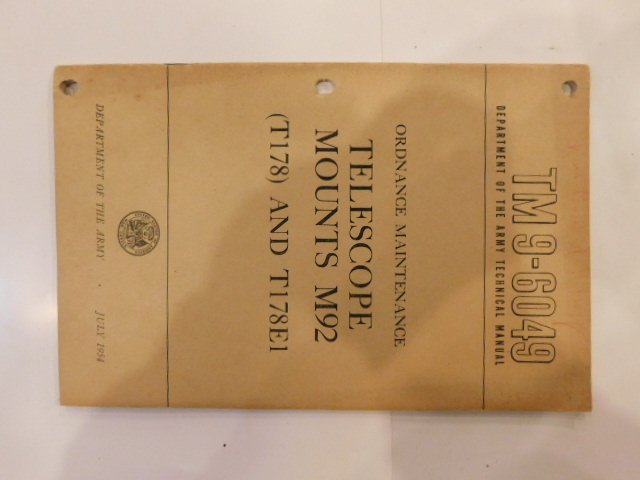 TM 9-6049
DEPARTMENT OF THE ARMY TECHNICAL MANUAL
ORDNANCE MAINTENANCE
TELESCOPE
MOUNTS M92
(T178) AND T178E1
DEPARTMENT OF THE ARMY • JULY 1954